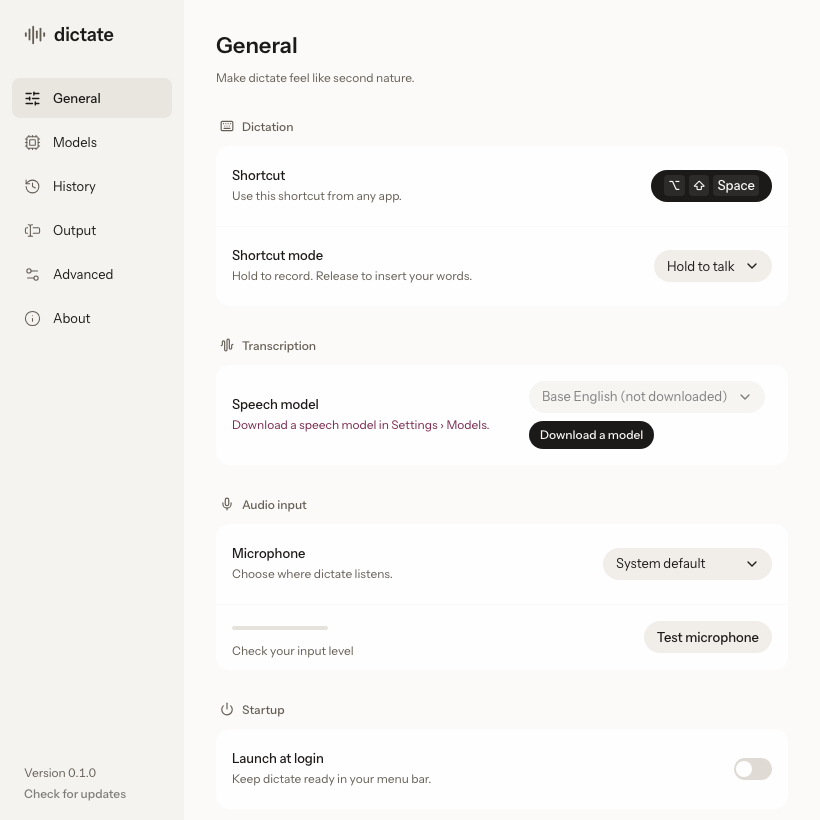 dictate
General
Models
History
Output
Advanced
About
Version 0.1.0
Check for updates
General
Make dictate feel like second nature.
Dictation
Shortcut
Use this shortcut from any app.
⌥ ⇧ Space
Shortcut mode
Hold to record. Release to insert your words.
Hold to talk
Transcription
Speech model
Download a speech model in Settings › Models.
Base English (not downloaded)
Download a model
Audio input
Microphone
Choose where dictate listens.
System default
Check your input level
Test microphone
Startup
Launch at login
Keep dictate ready in your menu bar.